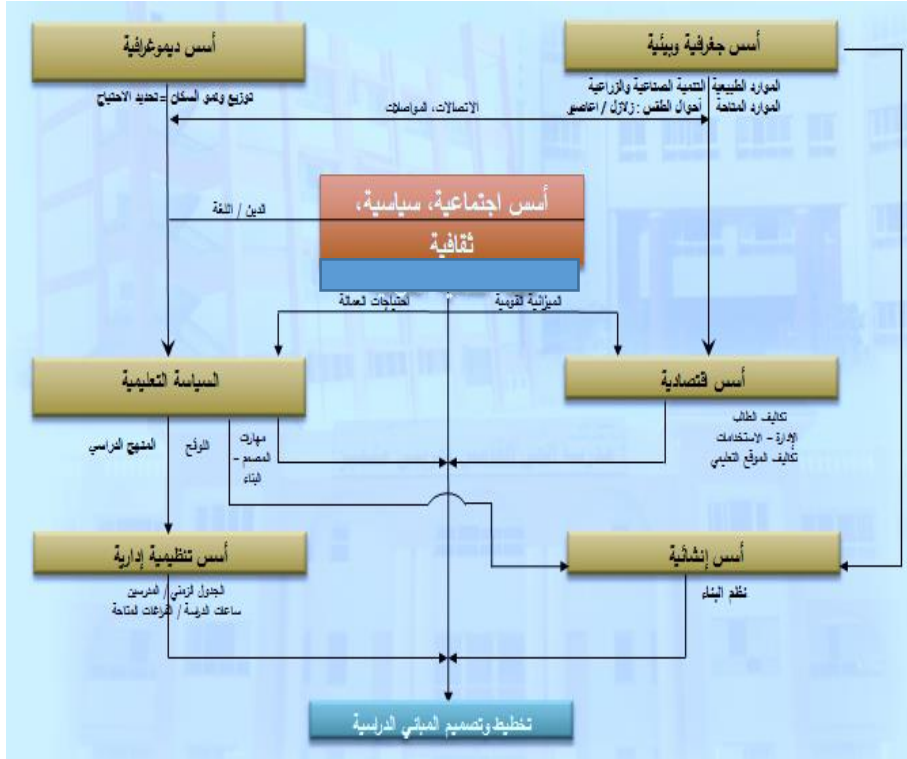 أسس جغرافية وبيئية
أسس ديموغرافية
الموارد الطبيعية التنمية الصناعية والزراعية
الموارد المتاحة أحوال الطقس : زلازل / اعاصير
توزيع ونمو السكان = تحديد الاحتياج
الاتصالات، المواصلات
أسس اجتماعية، سياسية،
ثقافية
الدين / اللغة
الميزانية القومية
احتياجات العمالة
أسس اقتصادية
السياسة التعليمية
تكاليف الطالب
الإدارة – الاستخدامات
تكاليف الموقع التعليمي
مهارات
المصمم –
البناء
اللوائح
المنهج الدراسي
أسس إنشائية
أسس تنظيمية إدارية
نظم البناء
الجدول الزمني / المدرسين
ساعات الدراسة / الفراغات المتاحة
تخطيط وتصميم المباني الدراسية